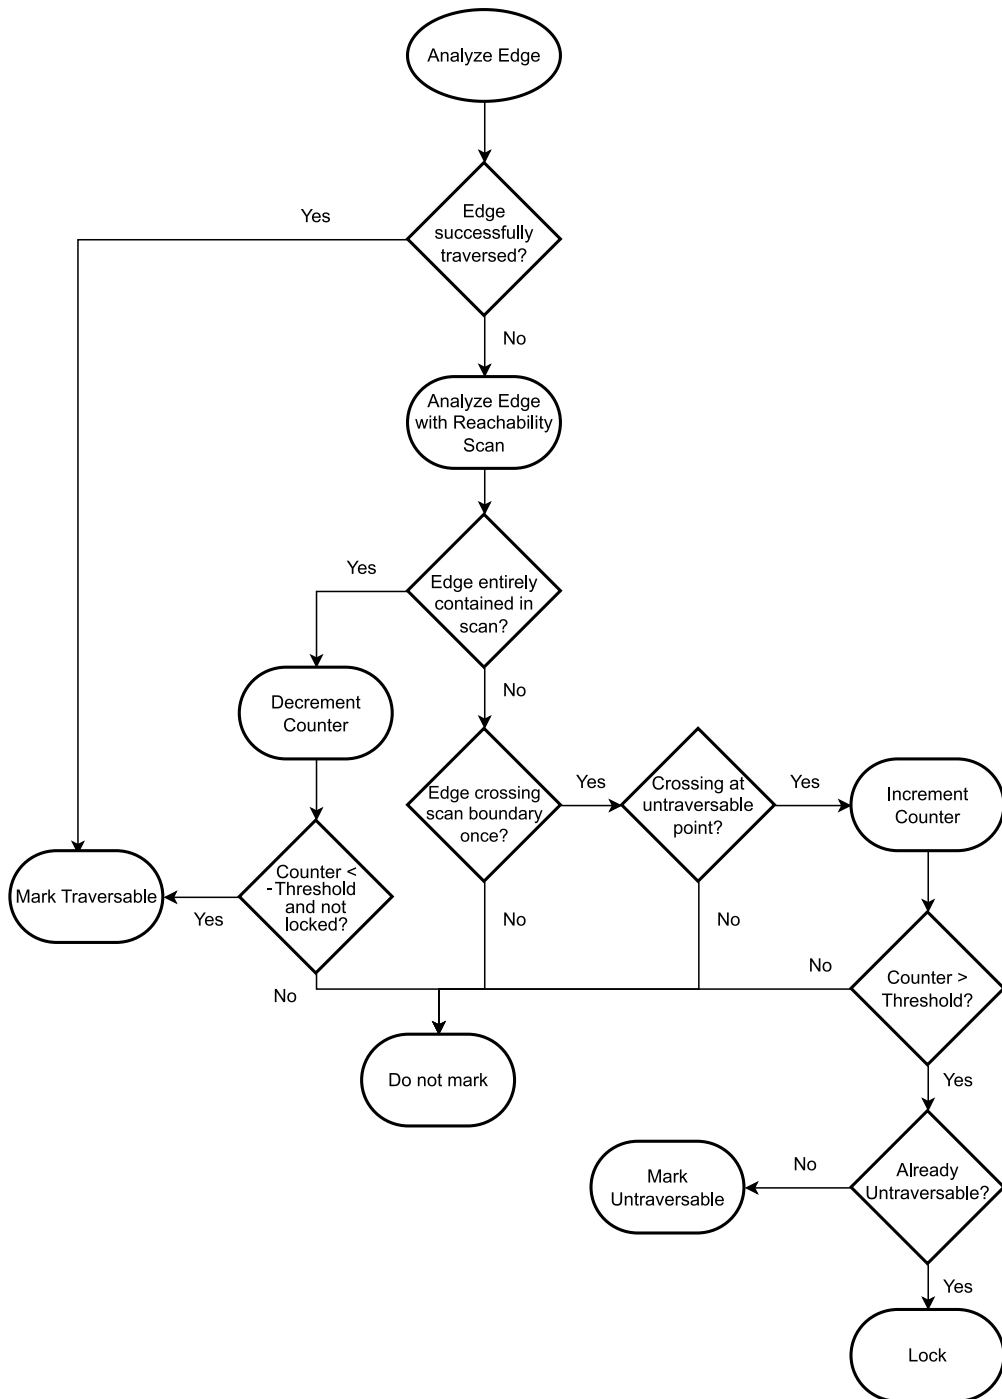 Analyze Edge
Yes
Edge
successfully
traversed?
No
Analyze Edge
with Reachability
Scan
Yes
Edge entirely
contained in
scan?
No
Decrement
Counter
Edge crossing
scan boundary
once?
Yes
Crossing at
untraversable
point?
Yes
Increment
Counter
Mark Traversable
Yes
Counter <
-Threshold
and not
locked?
No
No
No
No
Counter >
Threshold?
Do not mark
Yes
Mark
Untraversable
No
Already
Untraversable?
Yes
Lock